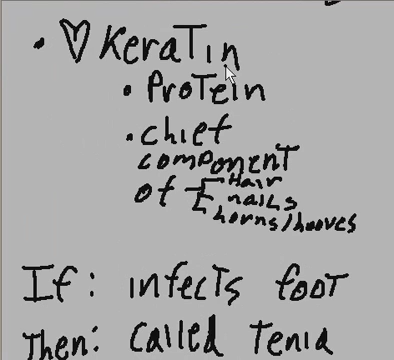 • ♡ KeraTin
• ProTein
• chief
component
of Hair
nails
horns/hooves
If: infects foot
Then: called Tenia